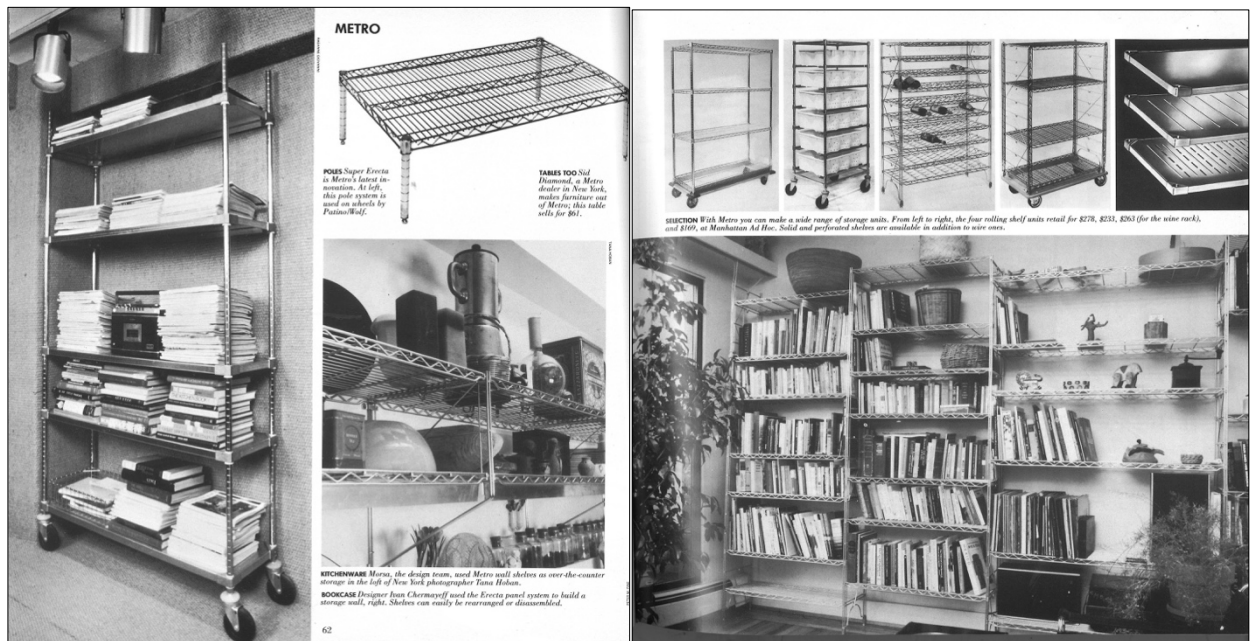 METRO
POLES Super Erecta
is Metro's latest in-
novation. At left,
this pole system is
used on wheels by
Patino/Wolf.
TABLES TOO Sid
Diamond, a Metro
dealer in New York,
makes furniture out
of Metro; this table
sells for $61.
KITCHENWARE Morsa, the design team, used Metro wall shelves as over-the-counter
storage in the loft of New York photographer Tana Hoban.
BOOKCASE Designer Ivan Chermayeff used the Erecta panel system to build a
storage wall, right. Shelves can easily be rearranged or disassembled.
62
SELECTION With Metro you can make a wide range of storage units. From left to right, the four rolling shelf units retail for $278, $233, $263 (for the wine rack),
and $169, at Manhattan Ad Hoc. Solid and perforated shelves are available in addition to wire ones.